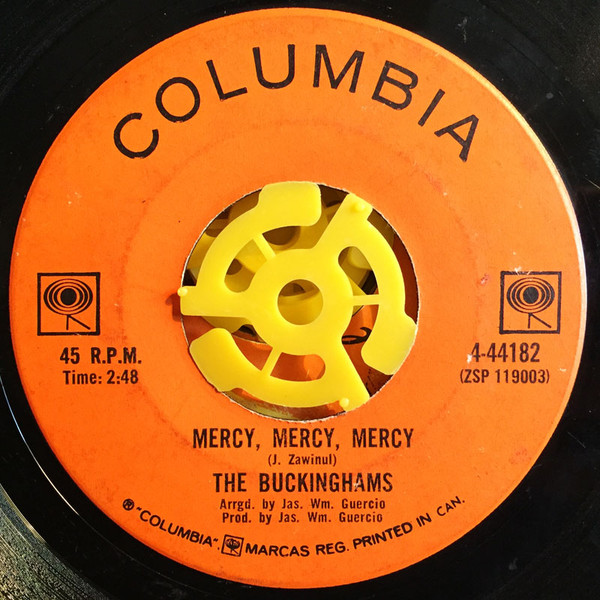 COLUMBIA
45 R.P.M.
Time: 2:48
4-44182
(ZSP 119003)
MERCY, MERCY, MERCY
(J. Zawinul)
THE BUCKINGHAMS
Arrgd. by Jas. Wm. Guercio
Prod. by Jas. Wm. Guercio
® "COLUMBIA". MARCAS REG. PRINTED IN CAN.